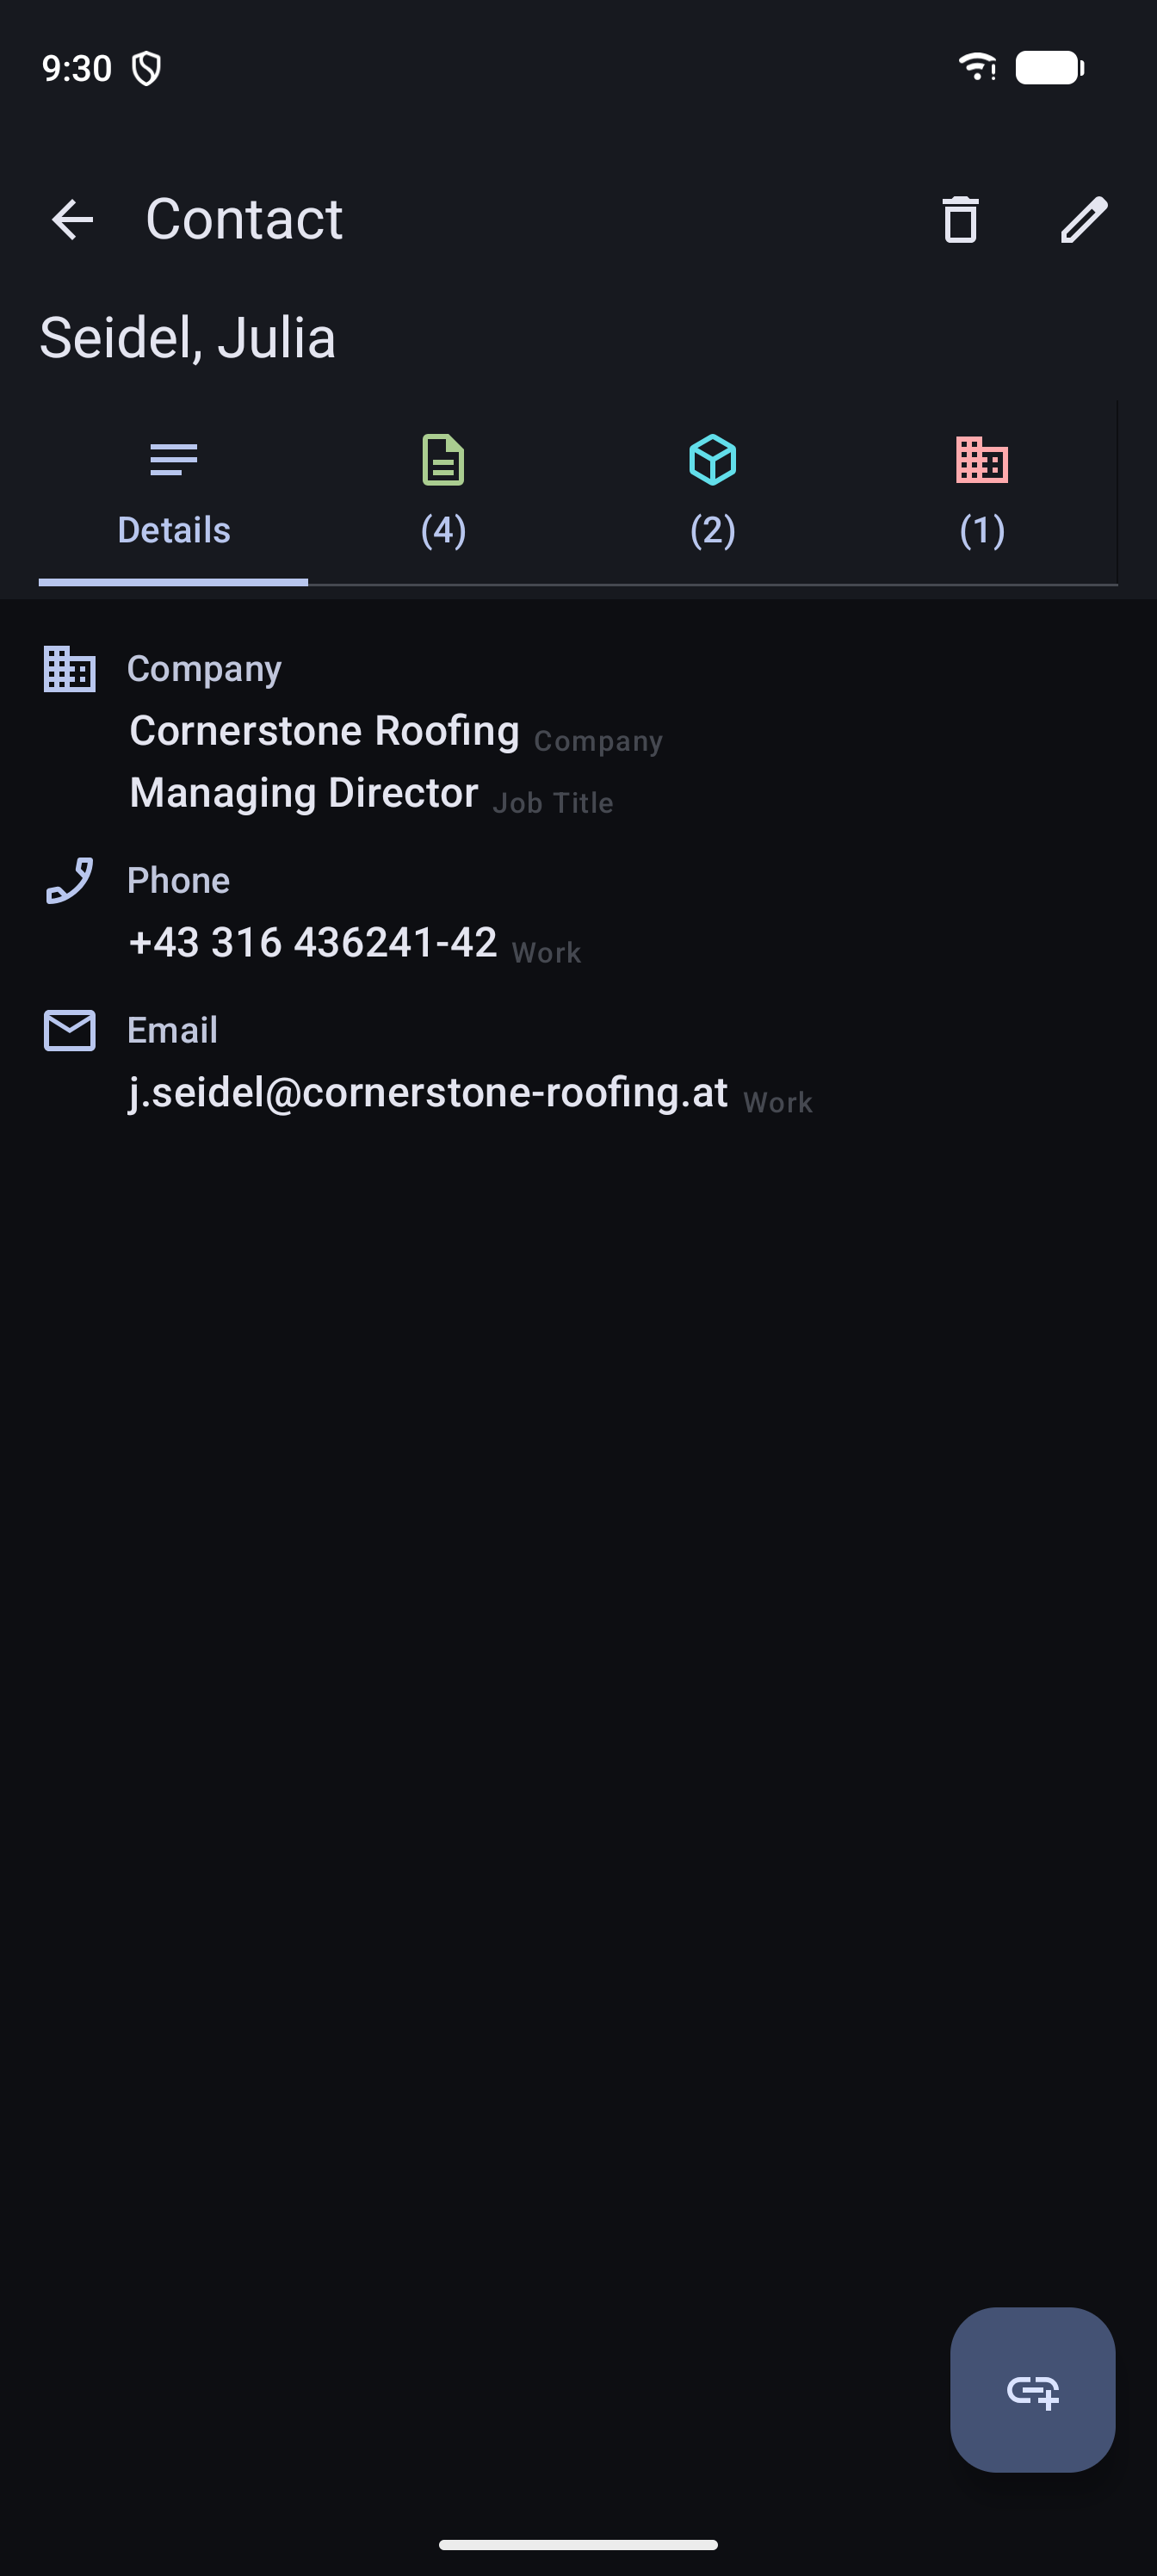 9:30
Contact
Seidel, Julia
Details
(4)
(2)
(1)
Company
Cornerstone Roofing Company
Managing Director Job Title
Phone
+43 316 436241-42 Work
Email
j.seidel@cornerstone-roofing.at Work